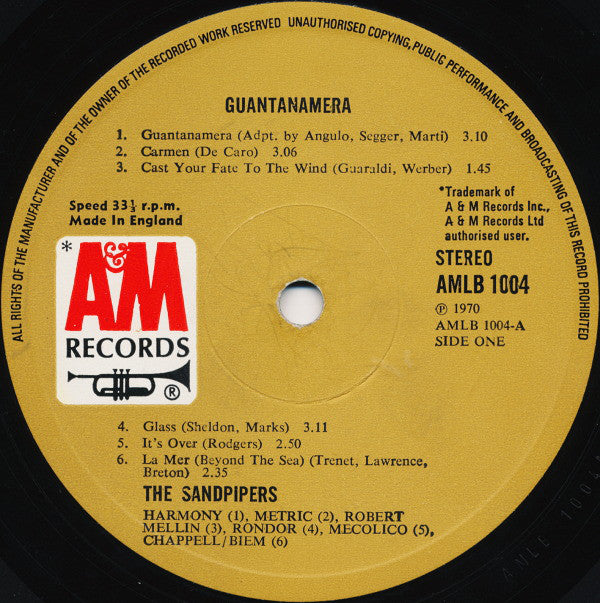 ALL RIGHTS OF THE MANUFACTURER AND OF THE OWNER OF THE RECORDED WORK RESERVED UNAUTHORISED COPYING, PUBLIC PERFORMANCE AND BROADCASTING OF THIS RECORD PROHIBITED
GUANTANAMERA
1. Guantanamera (Adpt. by Angulo, Segger, Marti) 3.10
2. Carmen (De Caro) 3.06
3. Cast Your Fate To The Wind (Guaraldi, Werber) 1.45
Speed 33⅓ r.p.m.
Made In England
* A&M
RECORDS
®
*Trademark of
A & M Records Inc.,
A & M Records Ltd
authorised user.
STEREO
AMLB 1004
℗ 1970
AMLB 1004-A
SIDE ONE
4. Glass (Sheldon, Marks) 3.11
5. It's Over (Rodgers) 2.50
6. La Mer (Beyond The Sea) (Trenet, Lawrence,
Breton) 2.35
THE SANDPIPERS
HARMONY (1), METRIC (2), ROBERT
MELLIN (3), RONDOR (4), MECOLICO (5),
CHAPPELL/BIEM (6)